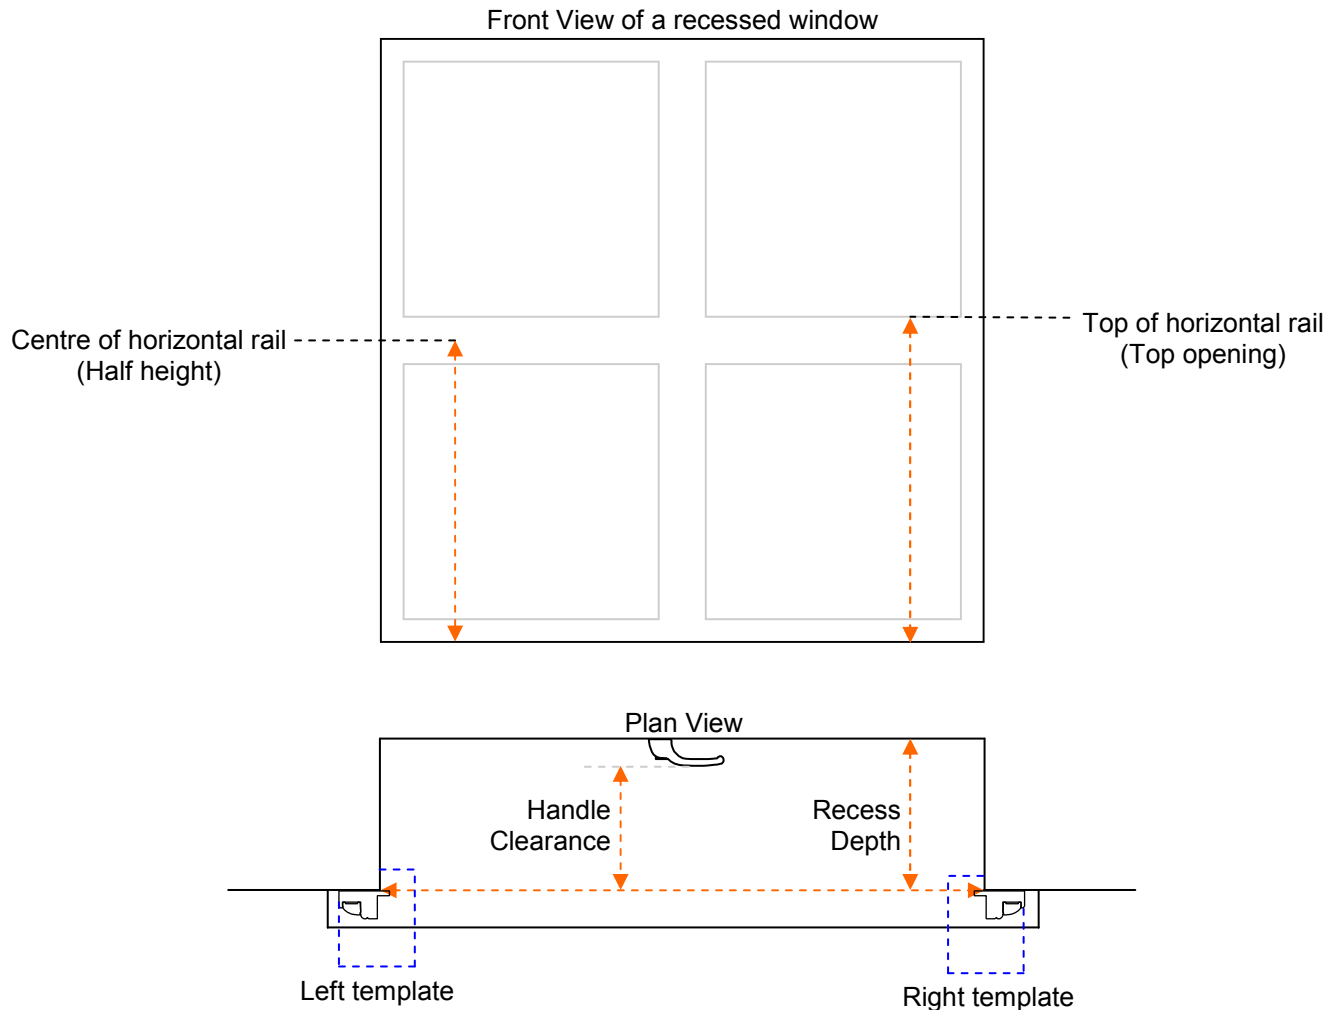 Front View of a recessed window
Centre of horizontal rail
(Half height)
Top of horizontal rail
(Top opening)
Plan View
Handle
Clearance
Recess
Depth
Left template
Right template